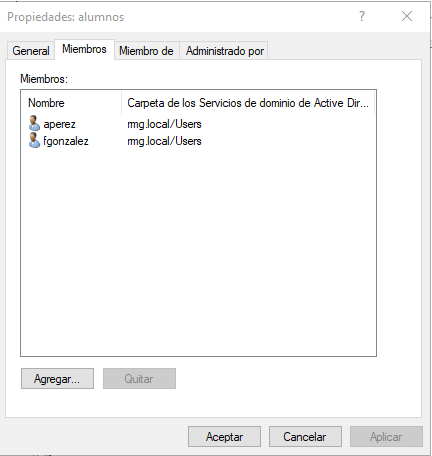 Propiedades: alumnos
General Miembros Miembro de Administrado por
Miembros:
Nombre Carpeta de los Servicios de dominio de Active Dir...
aperez rmg.local/Users
fgonzalez rmg.local/Users
Agregar... Quitar
Aceptar Cancelar Aplicar